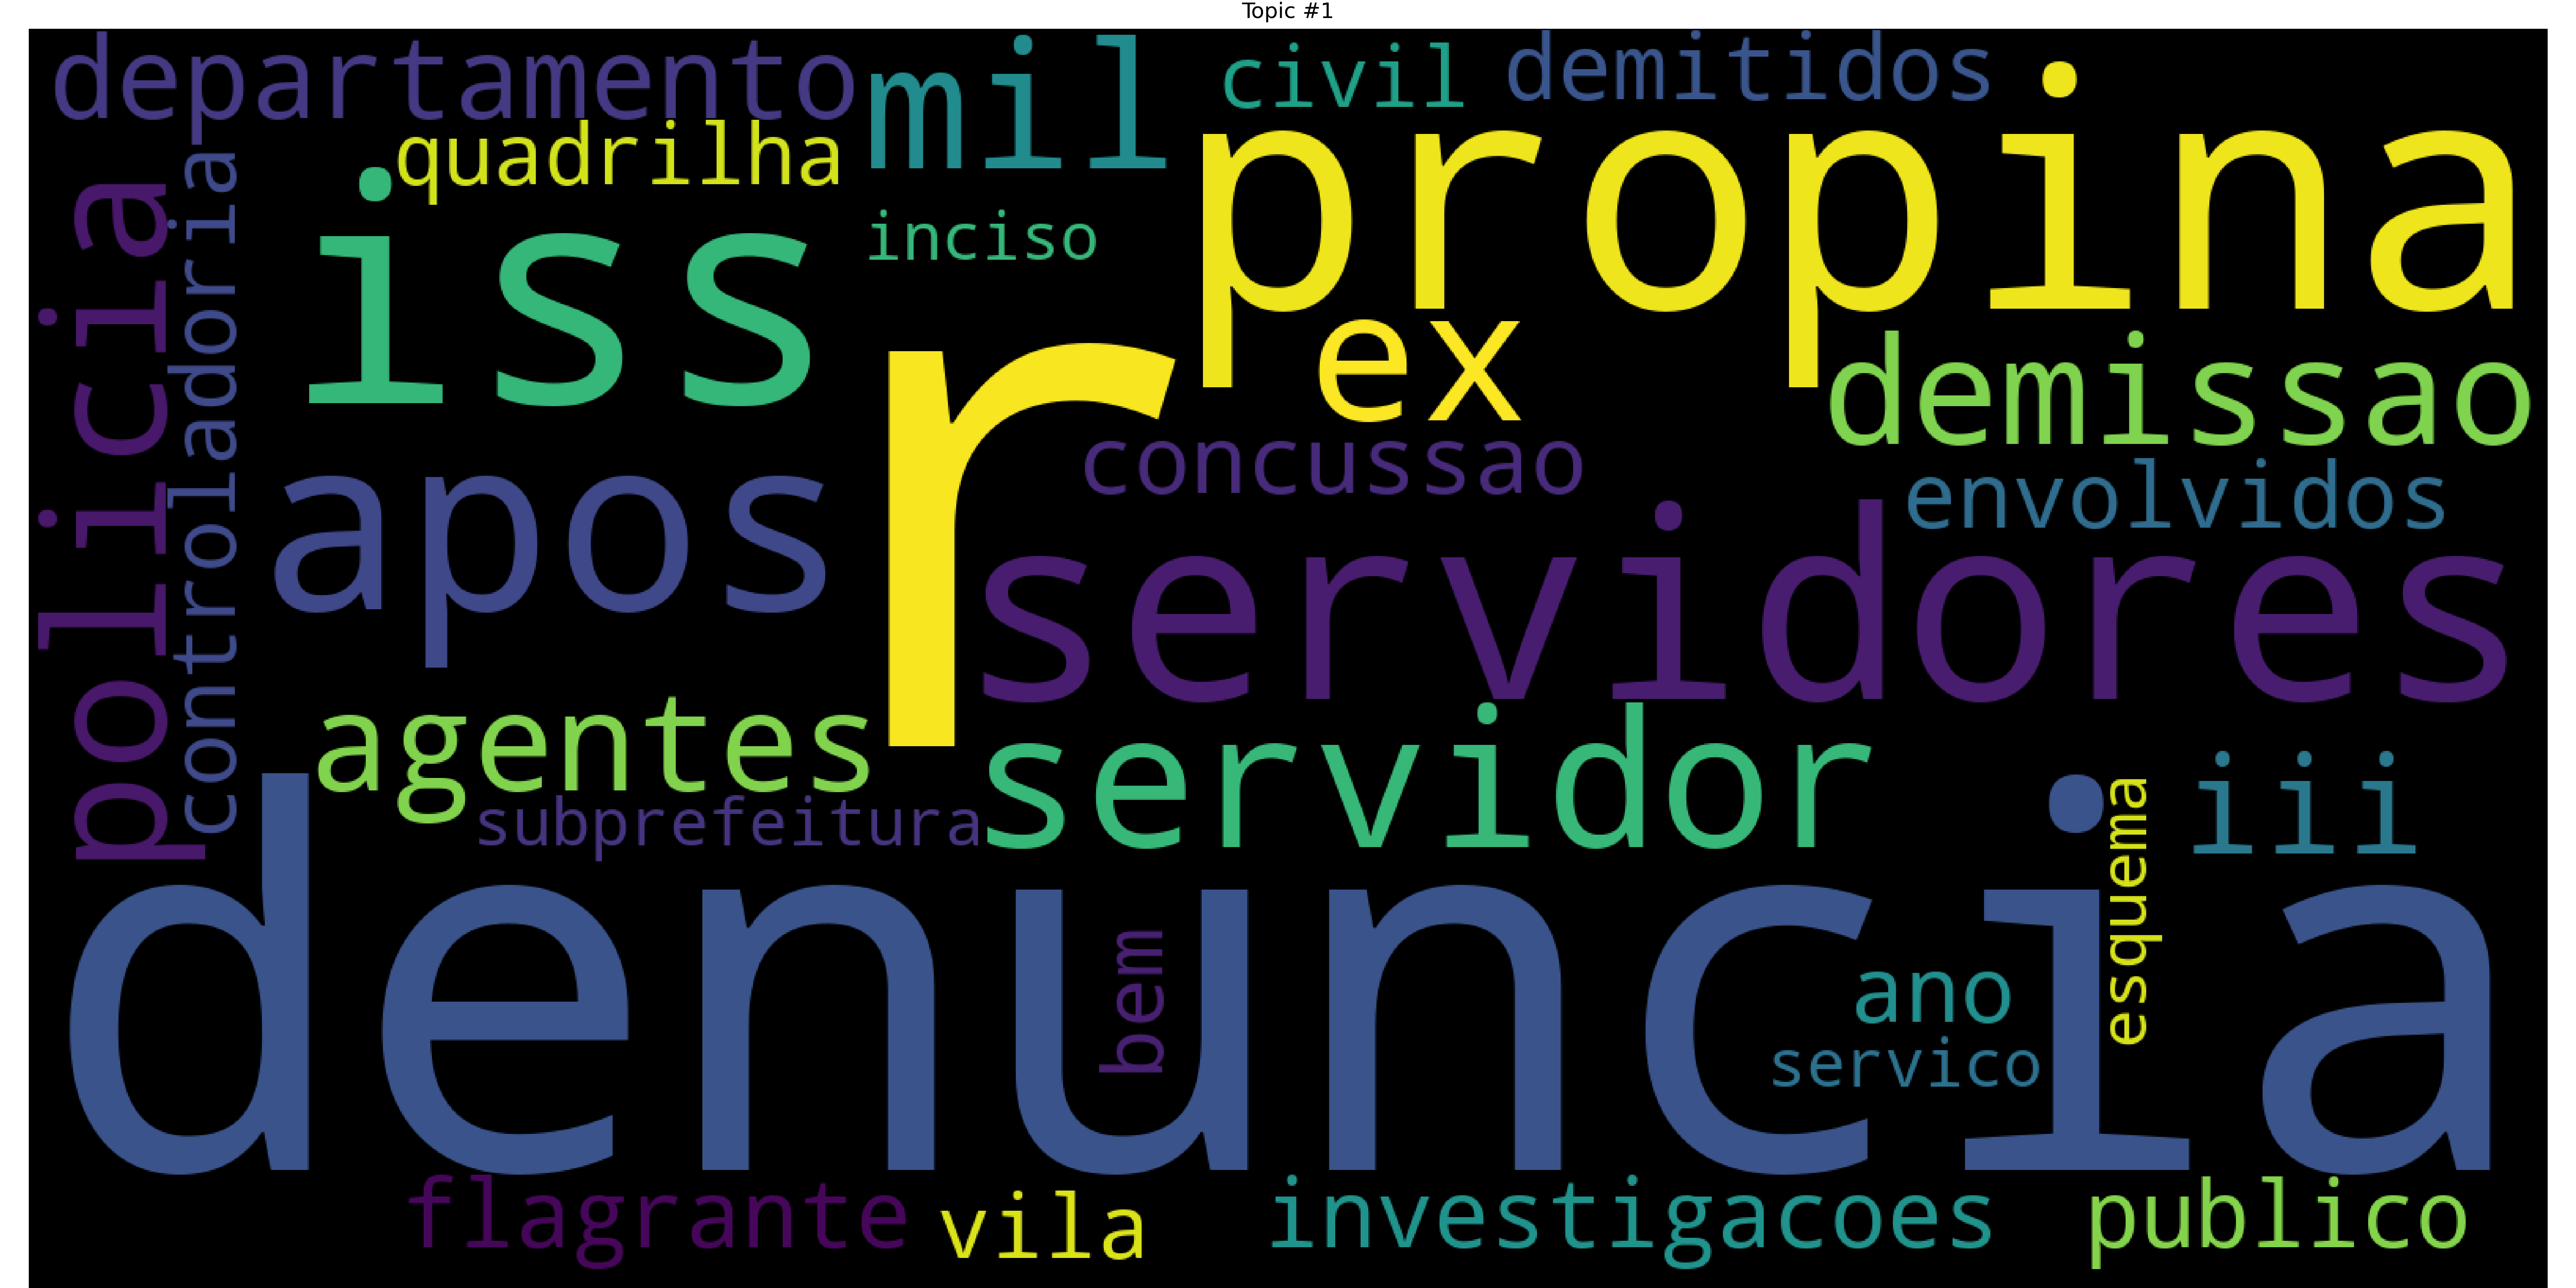 Topic #1
departamento
mil
civil
demitidos
propina
quadrilha
iss
inciso
policia
controladoria
r
ex
demissao
concussao
apos
envolvidos
servidores
agentes
servidor
subprefeitura
iii
esquema
denuncia
bem
ano
servico
flagrante
vila
investigacoes
publico